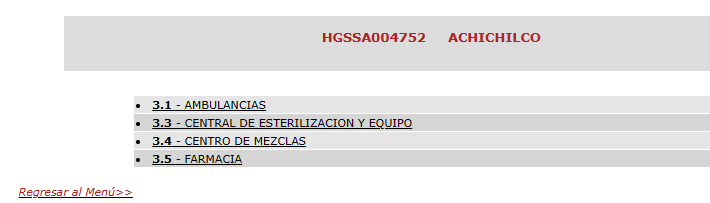 HGSSA004752 ACHICHILCO
3.1 - AMBULANCIAS
3.3 - CENTRAL DE ESTERILIZACION Y EQUIPO
3.4 - CENTRO DE MEZCLAS
3.5 - FARMACIA
Regresar al Menú>>